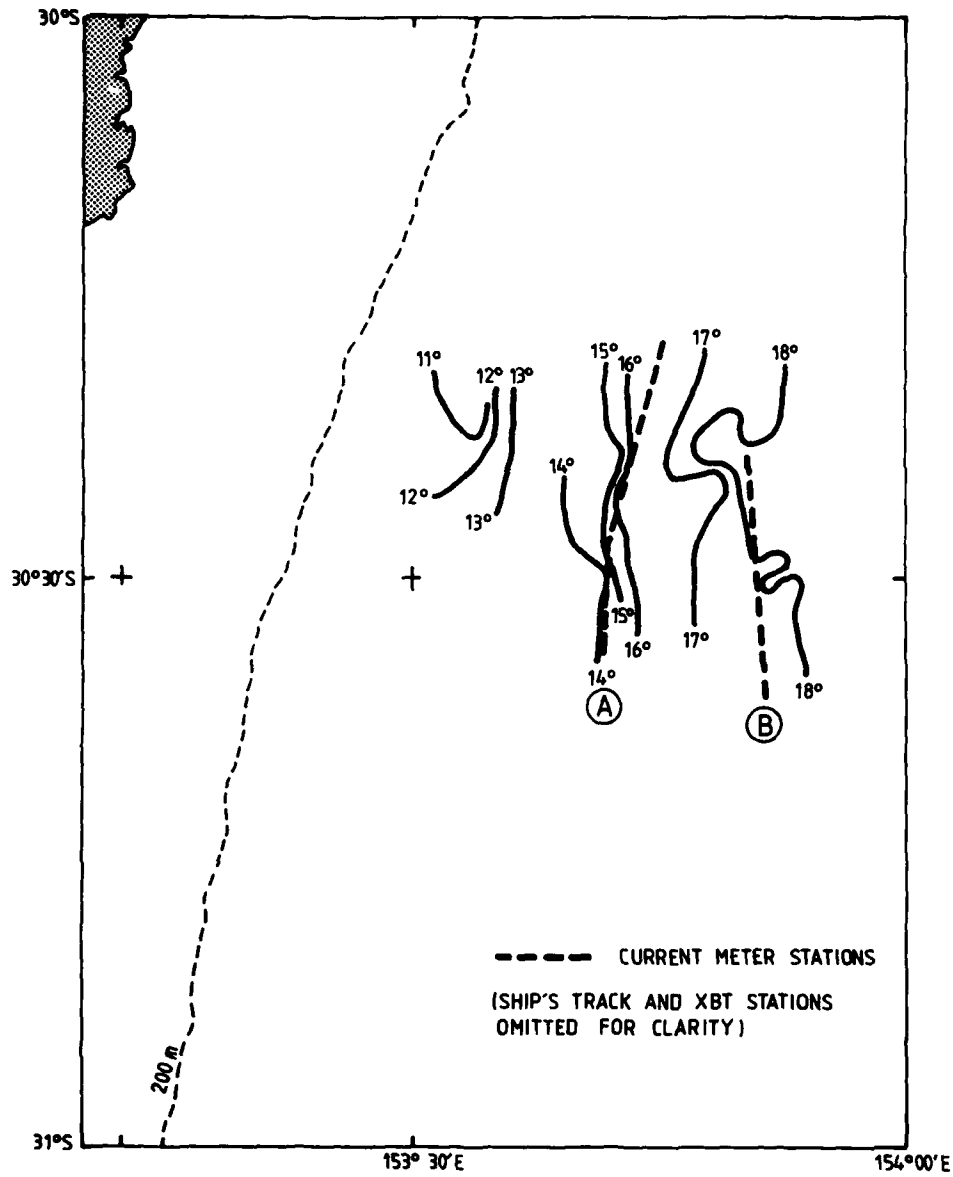 30°S
17°
15°
18°
11°
16°
12° 13°
14°
12°
13°
30°30'S
15°
17°
16°
14°
18°
A
B
CURRENT METER STATIONS
(SHIP'S TRACK AND XBT STATIONS
OMITTED FOR CLARITY)
200 m
31°S
153° 30'E
154°00'E